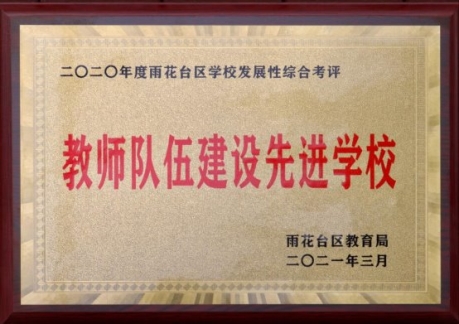 二〇二〇年度雨花台区学校发展性综合考评
教师队伍建设先进学校
雨花台区教育局
二〇二一年三月